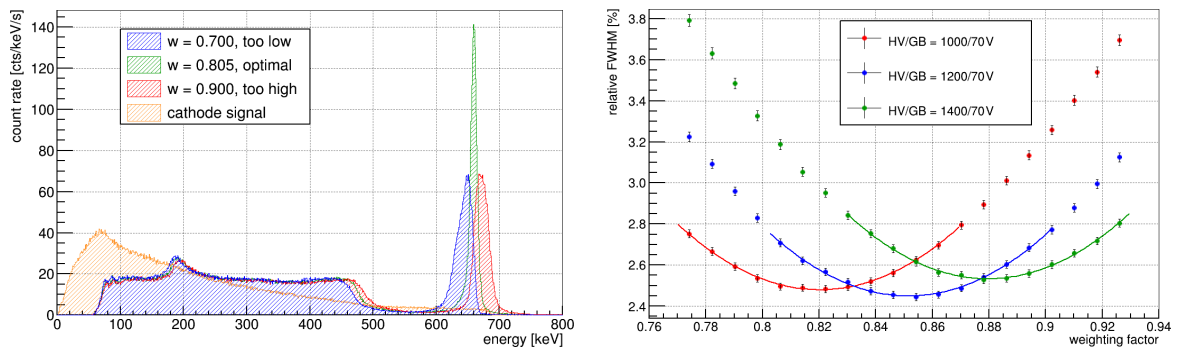 count rate [cts/keV/s]
140
120
100
80
60
40
20
0
w = 0.700, too low
w = 0.805, optimal
w = 0.900, too high
cathode signal
0 100 200 300 400 500 600 700 800
energy [keV]
relative FWHM [%]
3.8
3.6
3.4
3.2
3.0
2.8
2.6
2.4
HV/GB = 1000/70 V
HV/GB = 1200/70 V
HV/GB = 1400/70 V
0.76 0.78 0.8 0.82 0.84 0.86 0.88 0.9 0.92 0.94
weighting factor